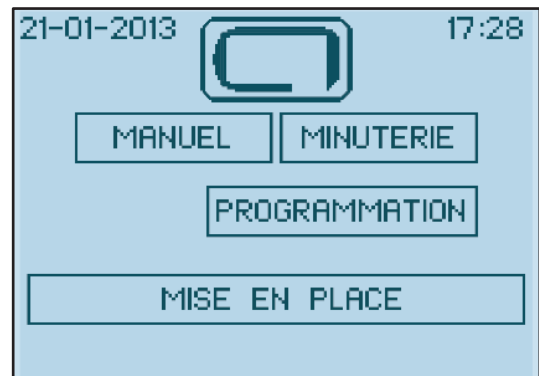 21-01-2013 17:28
MANUEL MINUTERIE
PROGRAMMATION
MISE EN PLACE